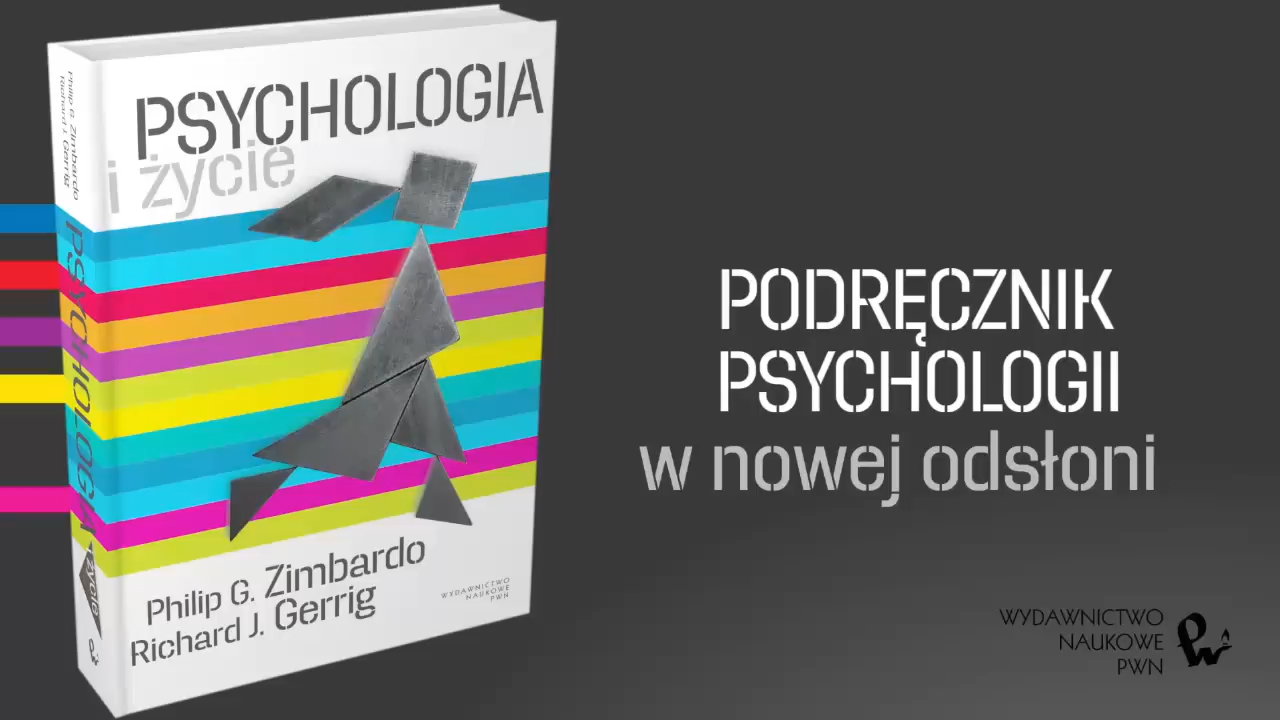 Philip G. Zimbardo
Richard J. Gerrig
PSYCHOLOGIA
i życie
PSYCHOLOGIA
i życie
Philip G. Zimbardo
Richard J. Gerrig
WYDAWNICTWO
NAUKOWE
PWN
PODRĘCZNIK
PSYCHOLOGII
w nowej odsłoni
WYDAWNICTWO
NAUKOWE
PWN